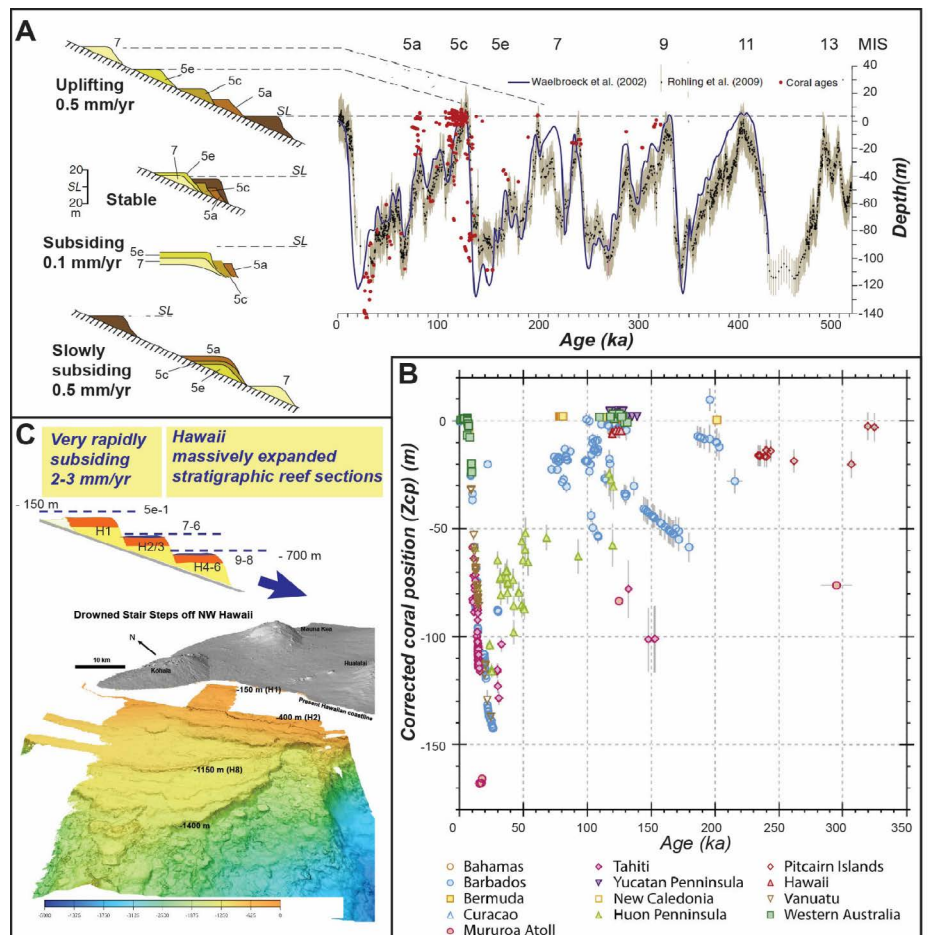 A
5a 5c 5e 7 9 11 13 MIS
Waelbroeck et al. (2002) Rohling et al. (2009) Coral ages
40
20
0
-20
-40
-60
-80
-100
-120
-140
Depth(m)
0 100 200 300 400 500
Age (ka)
7
5e
5c
5a
SL
Uplifting
0.5 mm/yr
7
5e
SL
5c
5a
20
SL
20
m
Stable
Subsiding
0.1 mm/yr
SL
5e
7
5a
5c
SL
Slowly
subsiding
0.5 mm/yr
5a
5c
5e
7
C
Very rapidly
subsiding
2-3 mm/yr
Hawaii
massively expanded
stratigraphic reef sections
- 150 m
5e-1
H1
7-6
H2/3
9-8
- 700 m
H4-6
Drowned Stair Steps off NW Hawaii
N
10 km
Mauna Kea
Kohala
Hualalai
-150 m (H1)
Present Hawaiian coastline
-400 m (H2)
-1150 m (H8)
-1400 m
B
Corrected coral position (Zcp) (m)
0
-50
-100
-150
0 50 100 150 200 250 300 350
Age (ka)
Bahamas
Barbados
Bermuda
Curacao
Mururoa Atoll
Tahiti
Yucatan Penninsula
New Caledonia
Huon Penninsula
Pitcairn Islands
Hawaii
Vanuatu
Western Australia